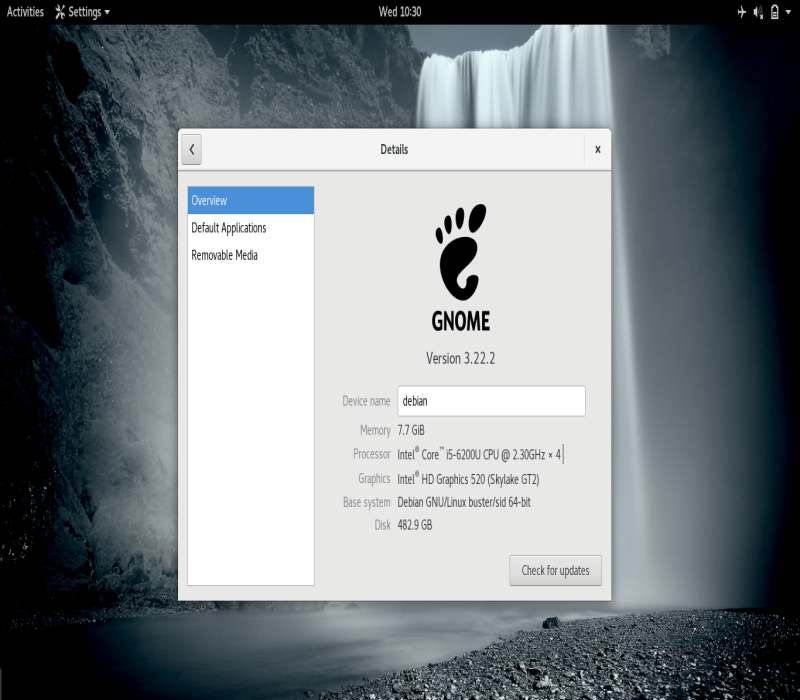 Activities Settings Wed 10:30
Details x
Overview
Default Applications
Removable Media
GNOME
Version 3.22.2
Device name debian
Memory 7.7 GiB
Processor Intel® Core™ i5-6200U CPU @ 2.30GHz × 4
Graphics Intel® HD Graphics 520 (Skylake GT2)
Base system Debian GNU/Linux buster/sid 64-bit
Disk 482.9 GB
Check for updates